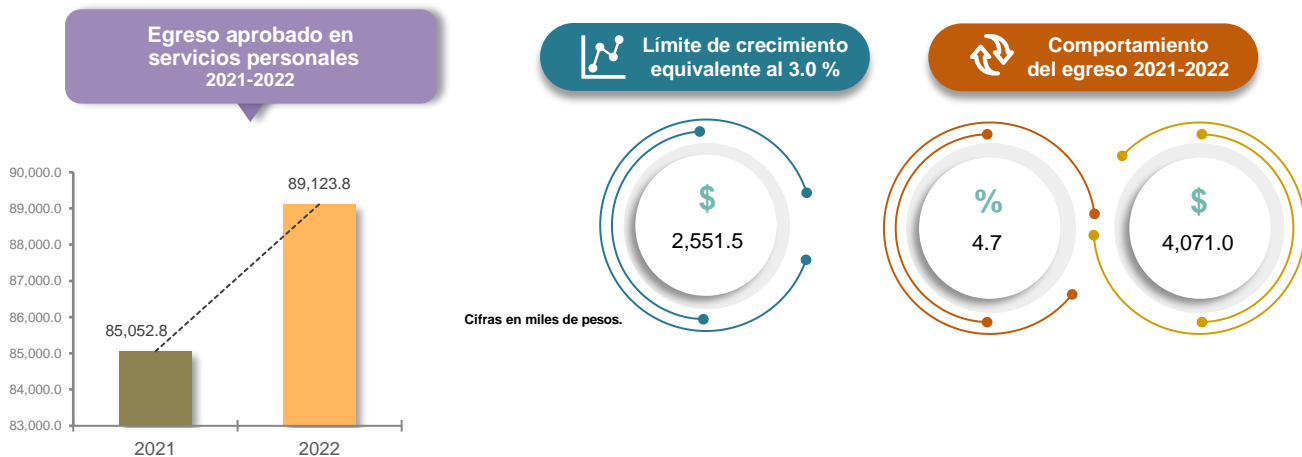 Egreso aprobado en
servicios personales
2021-2022
90,000.0
89,000.0
88,000.0
87,000.0
86,000.0
85,000.0
84,000.0
83,000.0
85,052.8
89,123.8
2021
2022
Límite de crecimiento
equivalente al 3.0 %
$
2,551.5
Cifras en miles de pesos.
Comportamiento
del egreso 2021-2022
%
4.7
$
4,071.0